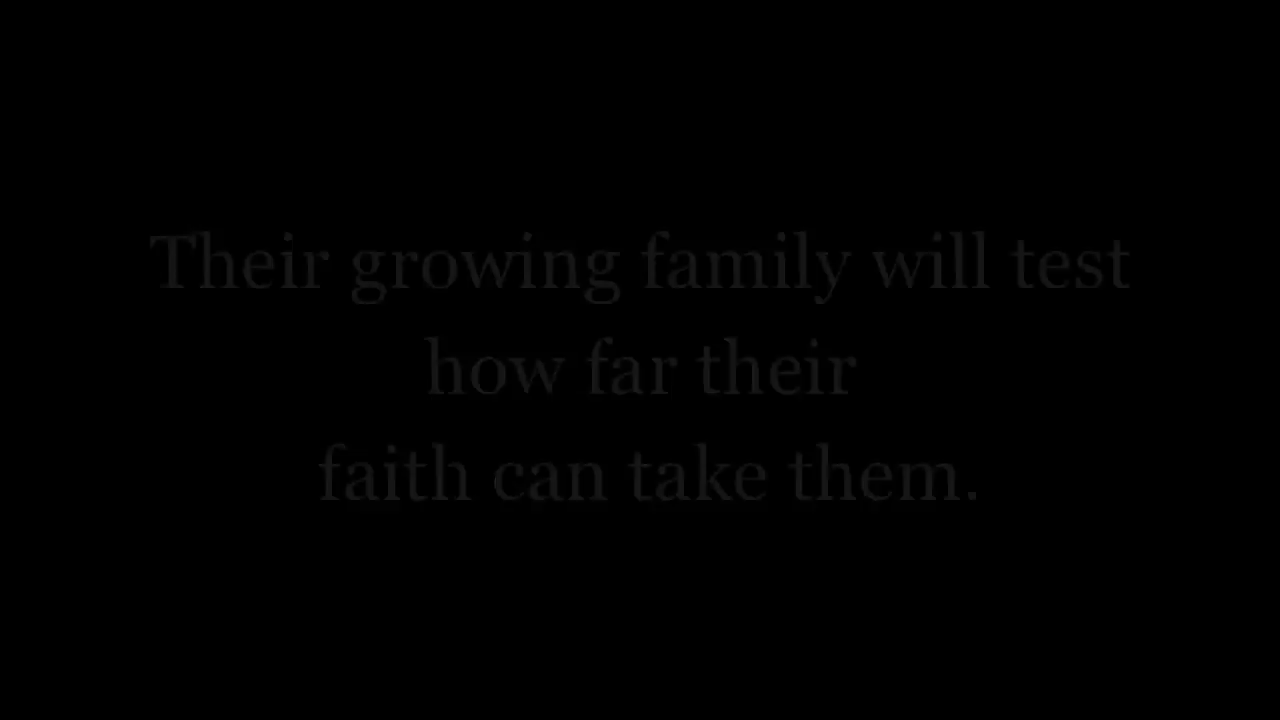 Their growing family will test
how far their
faith can take them.